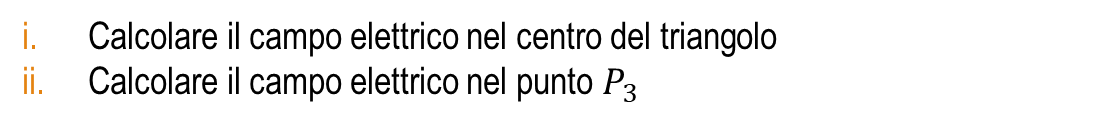 i. Calcolare il campo elettrico nel centro del triangolo
ii. Calcolare il campo elettrico nel punto P₃